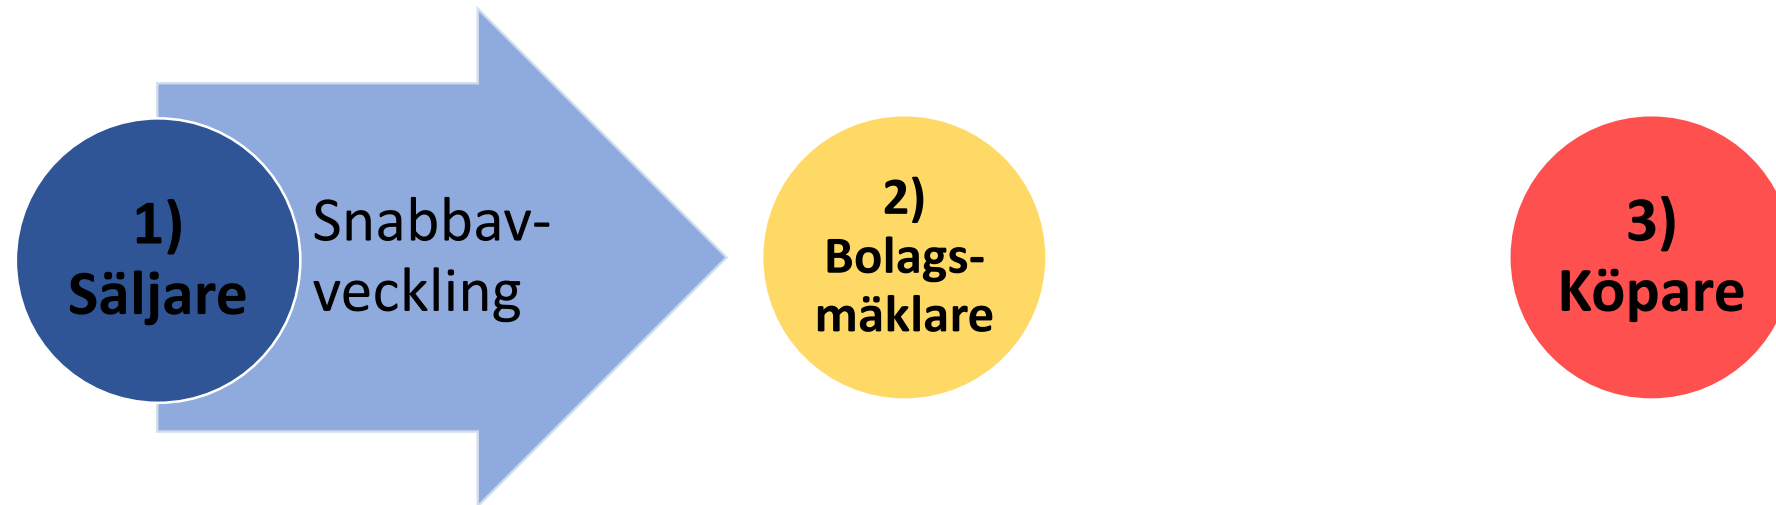 1)
Säljare
Snabbav-
veckling
2)
Bolags-
mäklare
3)
Köpare